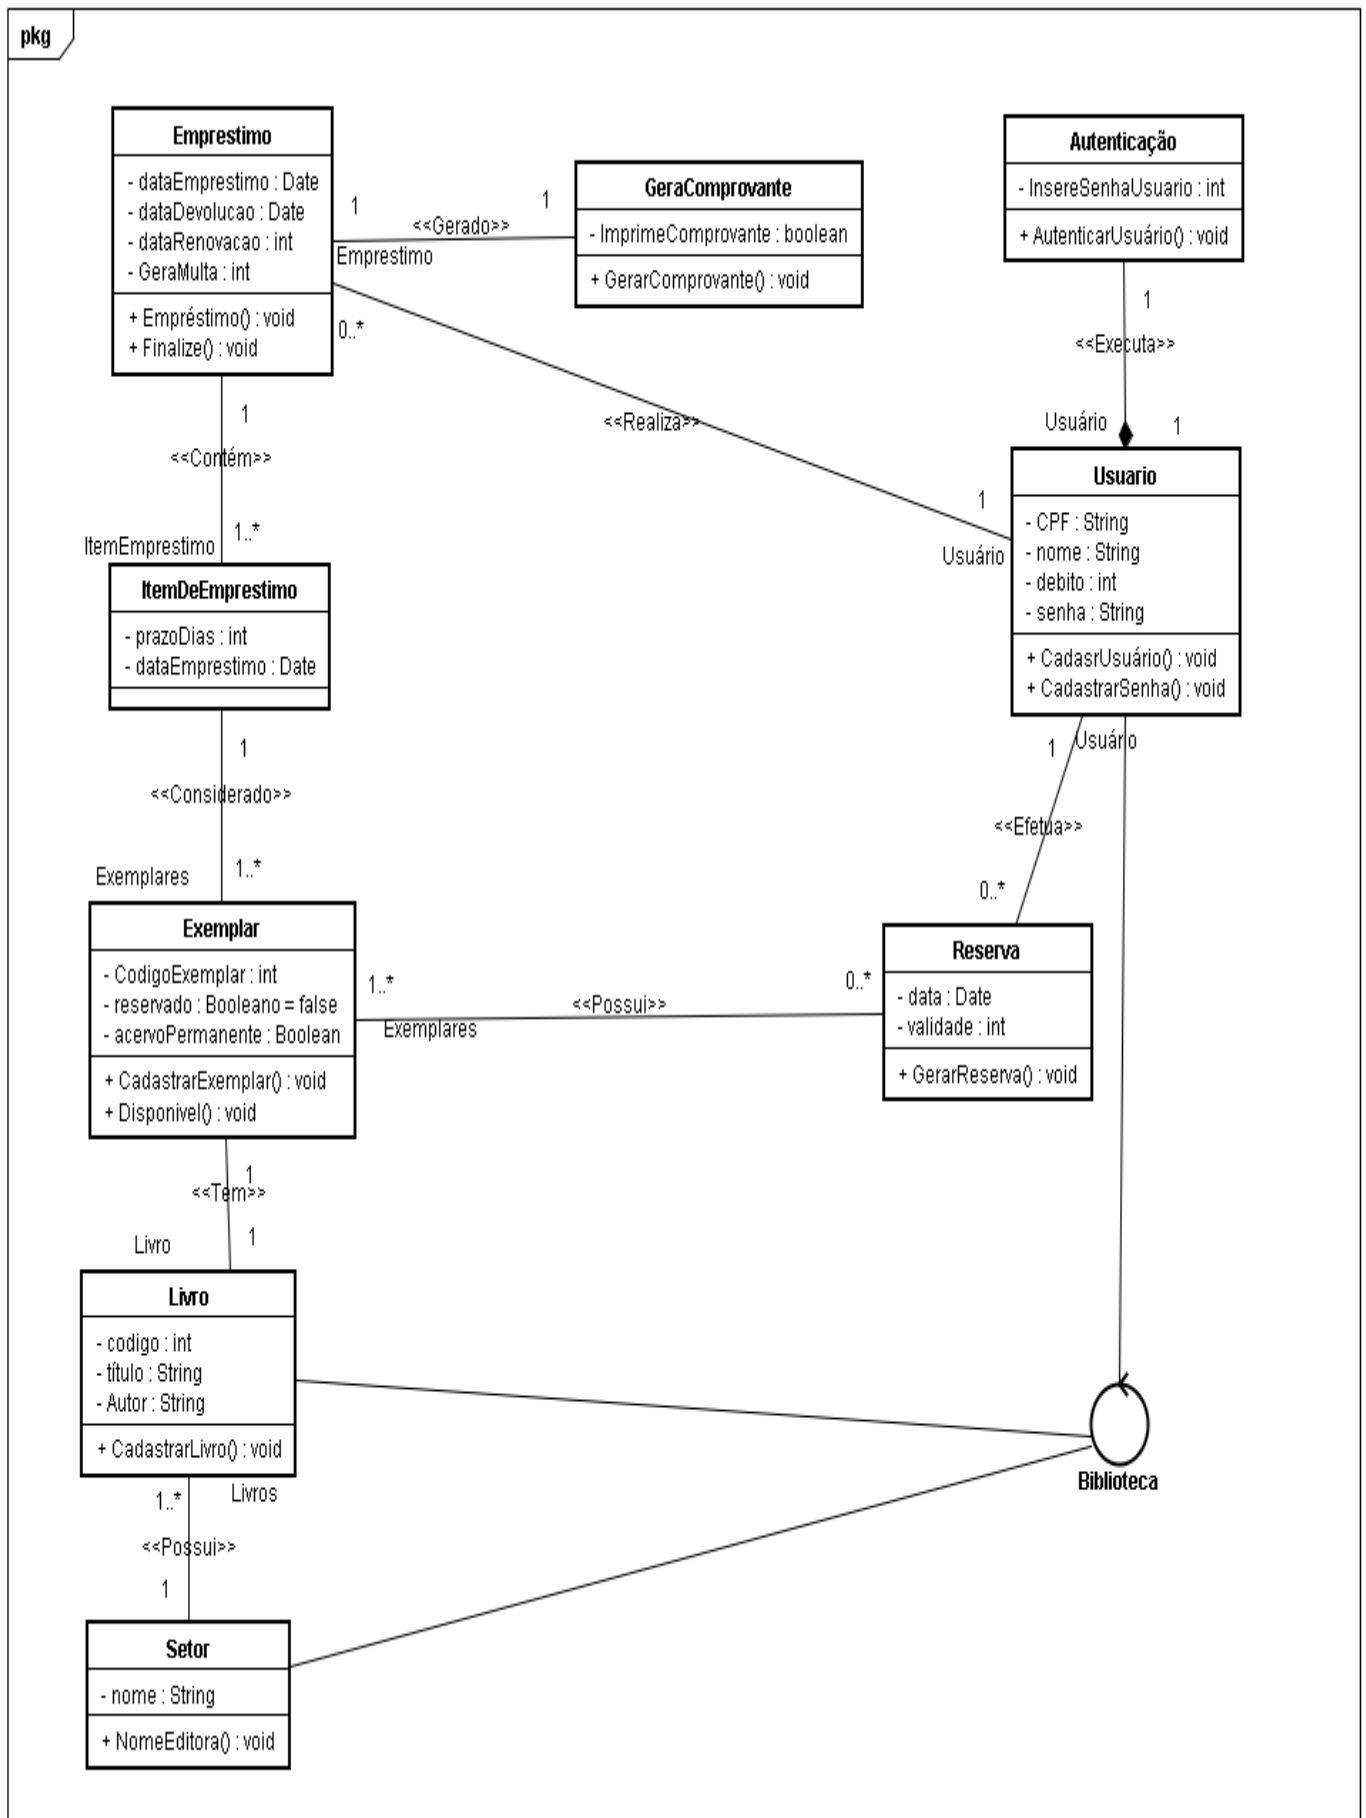 pkg
Emprestimo
- dataEmprestimo : Date
- dataDevolucao : Date
- dataRenovacao : int
- GeraMulta : int
+ Empréstimo() : void
+ Finalize() : void
1
<<Gerado>>
1
Emprestimo
GeraComprovante
- ImprimeComprovante : boolean
+ GerarComprovante() : void
Autenticação
- InsereSenhaUsuario : int
+ AutenticarUsuário() : void
1
<<Executa>>
Usuário
1
0..*
<<Realiza>>
1
Usuário
Usuario
- CPF : String
- nome : String
- debito : int
- senha : String
+ CadasrUsuário() : void
+ CadastrarSenha() : void
1
<<Contém>>
1..*
ItemEmprestimo
ItemDeEmprestimo
- prazoDias : int
- dataEmprestimo : Date
1
<<Considerado>>
1..*
Exemplares
1
Usuário
<<Efetua>>
0..*
Exemplar
- CodigoExemplar : int
- reservado : Booleano = false
- acervoPermanente : Boolean
+ CadastrarExemplar() : void
+ Disponivel() : void
1..*
Exemplares
<<Possui>>
0..*
Reserva
- data : Date
- validade : int
+ GerarReserva() : void
1
<<Tem>>
1
Livro
Livro
- codigo : int
- título : String
- Autor : String
+ CadastrarLivro() : void
Biblioteca
1..*
Livros
<<Possui>>
1
Setor
- nome : String
+ NomeEditora() : void